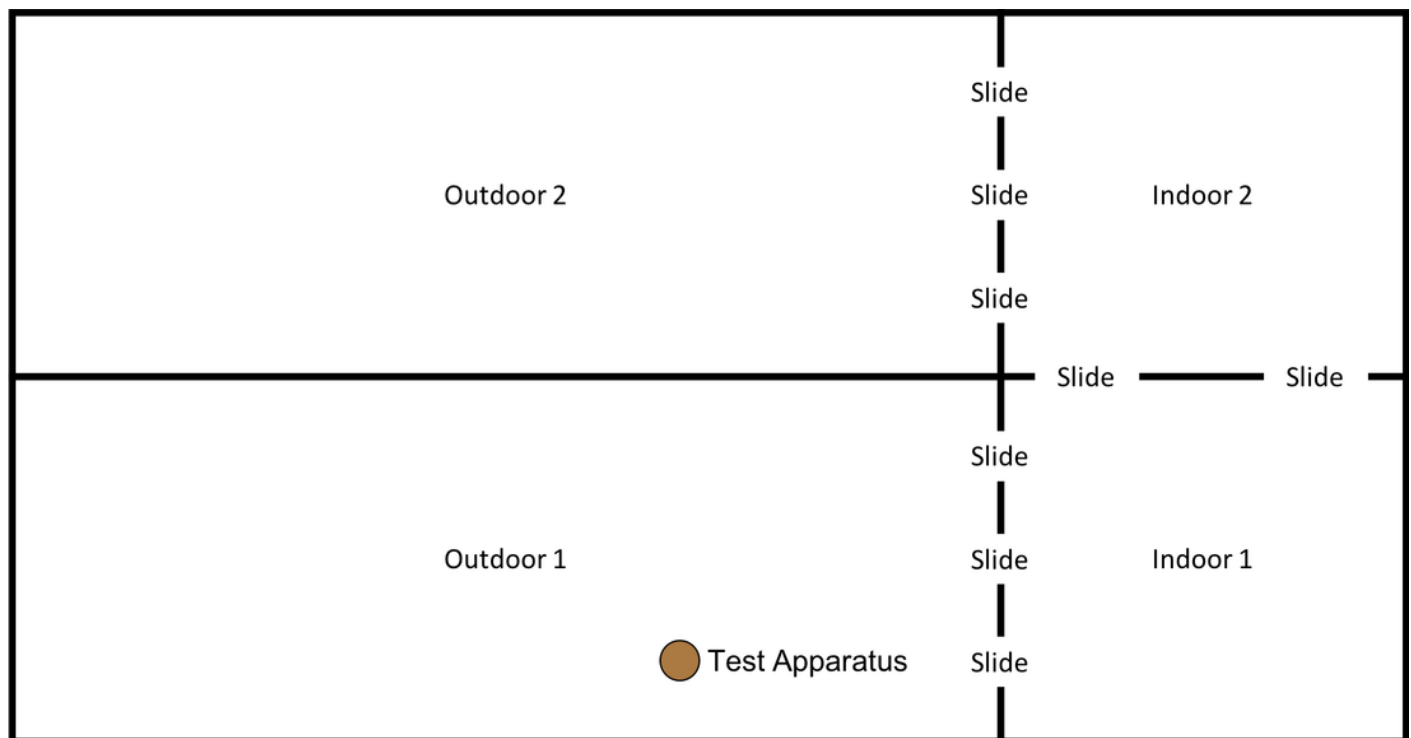 Slide
Outdoor 2
Slide
Indoor 2
Slide
Slide
Slide
Slide
Outdoor 1
Slide
Indoor 1
Test Apparatus
Slide